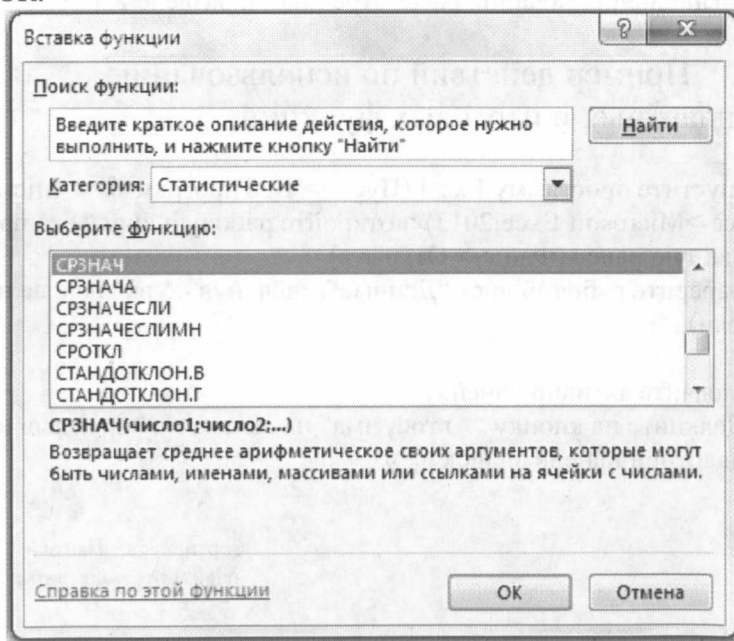 Вставка функции
Поиск функции:
Введите краткое описание действия, которое нужно
выполнить, и нажмите кнопку "Найти"
Найти
Категория: Статистические
Выберите функцию:
СРЗНАЧ
СРЗНАЧА
СРЗНАЧЕСЛИ
СРЗНАЧЕСЛИМН
СРОТКЛ
СТАНДОТКЛОН.В
СТАНДОТКЛОН.Г
СРЗНАЧ(число1;число2;...)
Возвращает среднее арифметическое своих аргументов, которые могут
быть числами, именами, массивами или ссылками на ячейки с числами.
Справка по этой функции
ОК
Отмена